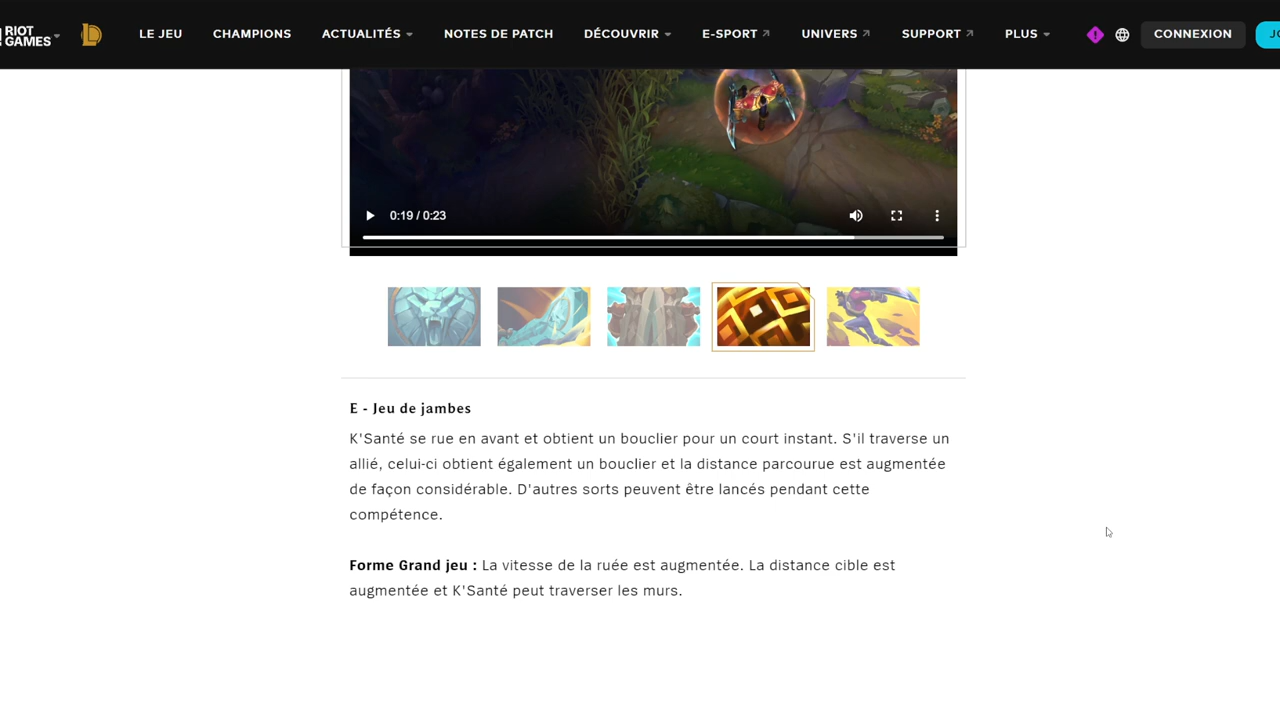 RIOT
GAMES
LE JEU
CHAMPIONS
ACTUALITÉS
NOTES DE PATCH
DÉCOUVRIR
E-SPORT
UNIVERS
SUPPORT
PLUS
CONNEXION
0:19 / 0:23
E - Jeu de jambes
K'Santé se rue en avant et obtient un bouclier pour un court instant. S'il traverse un
allié, celui-ci obtient également un bouclier et la distance parcourue est augmentée
de façon considérable. D'autres sorts peuvent être lancés pendant cette
compétence.
Forme Grand jeu : La vitesse de la ruée est augmentée. La distance cible est
augmentée et K'Santé peut traverser les murs.